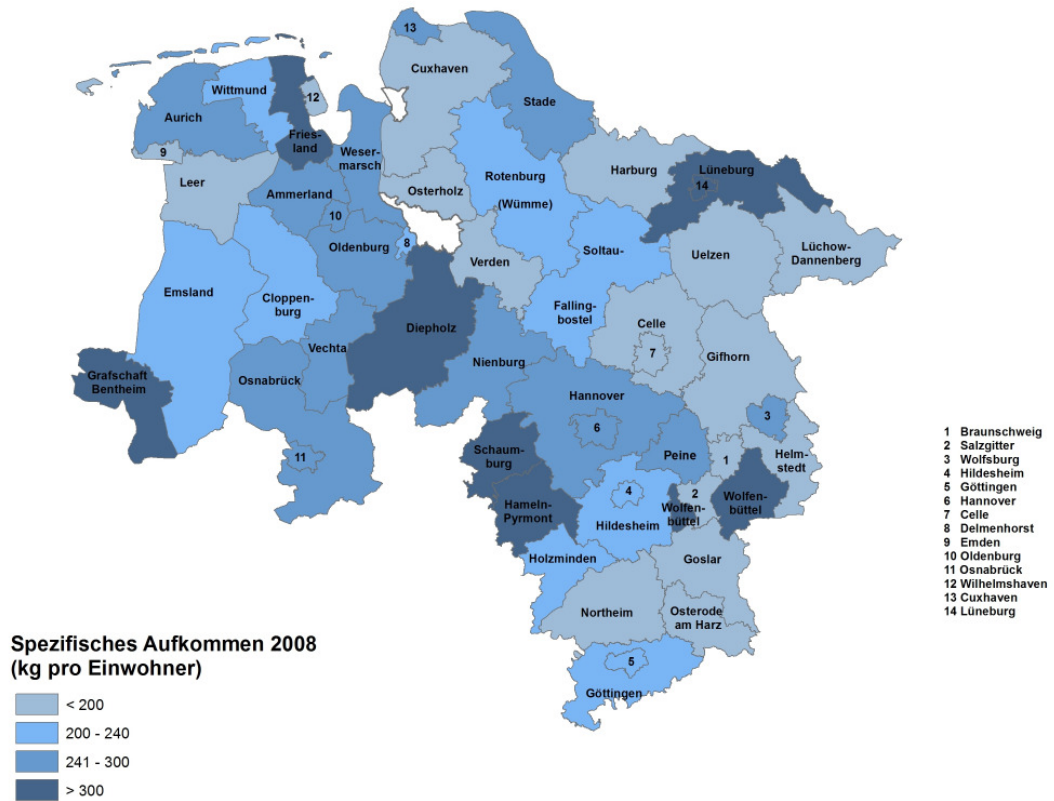 13
Cuxhaven
Wittmund
12
Stade
Aurich
Fries-
land
9
Weser-
marsch
Leer
Harburg
Lüneburg
14
Ammerland
Osterholz
Rotenburg
(Wümme)
10
Oldenburg
8
Verden
Soltau-
Uelzen
Lüchow-
Dannenberg
Emsland
Cloppen-
burg
Falling-
bostel
Diepholz
Celle
7
Gifhorn
Vechta
Nienburg
Grafschaft
Bentheim
Osnabrück
Hannover
6
3
11
Schaum-
burg
Peine
1
Helm-
stedt
Hameln-
Pyrmont
4
Hildesheim
2
Wolfen-
büttel
Wolfen-
büttel
Holzminden
Goslar
Northeim
Osterode
am Harz
5
Göttingen
1 Braunschweig
2 Salzgitter
3 Wolfsburg
4 Hildesheim
5 Göttingen
6 Hannover
7 Celle
8 Delmenhorst
9 Emden
10 Oldenburg
11 Osnabrück
12 Wilhelmshaven
13 Cuxhaven
14 Lüneburg
Spezifisches Aufkommen 2008
(kg pro Einwohner)
< 200
200 - 240
241 - 300
> 300